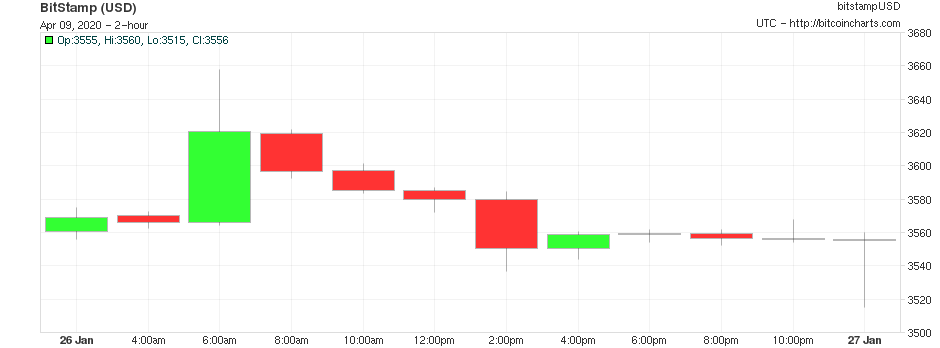 BitStamp (USD)
bitstampUSD
Apr 09, 2020 - 2-hour
UTC - http://bitcoincharts.com
Op:3555, Hi:3560, Lo:3515, Cl:3556
3680
3660
3640
3620
3600
3580
3560
3540
3520
3500
26 Jan 4:00am 6:00am 8:00am 10:00am 12:00pm 2:00pm 4:00pm 6:00pm 8:00pm 10:00pm 27 Jan